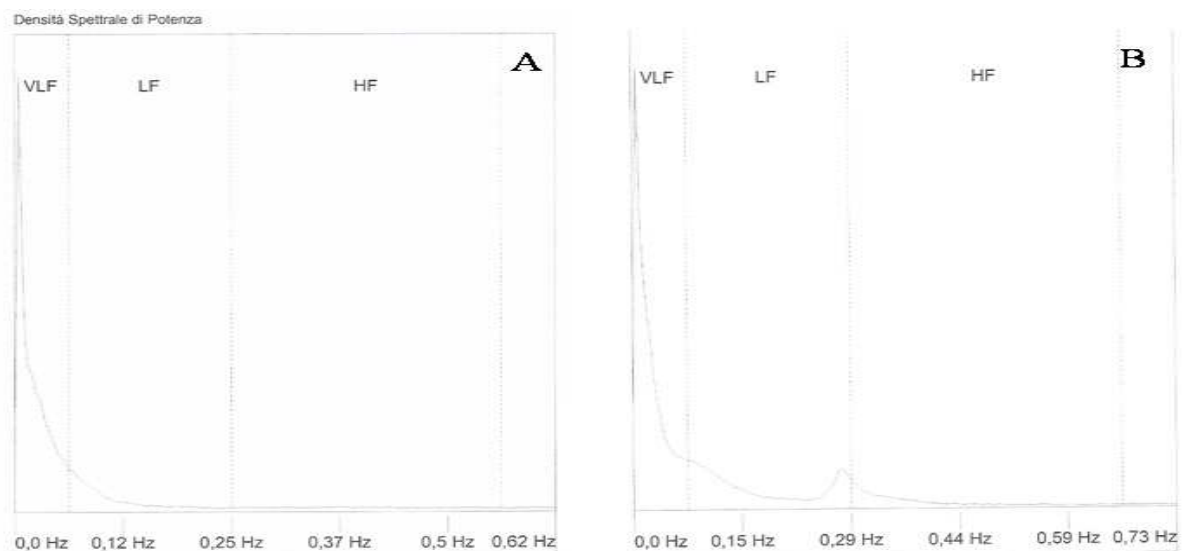 Densità Spettrale di Potenza
A
VLF LF HF
0,0 Hz 0,12 Hz 0,25 Hz 0,37 Hz 0,5 Hz 0,62 Hz
B
VLF LF HF
0,0 Hz 0,15 Hz 0,29 Hz 0,44 Hz 0,59 Hz 0,73 Hz